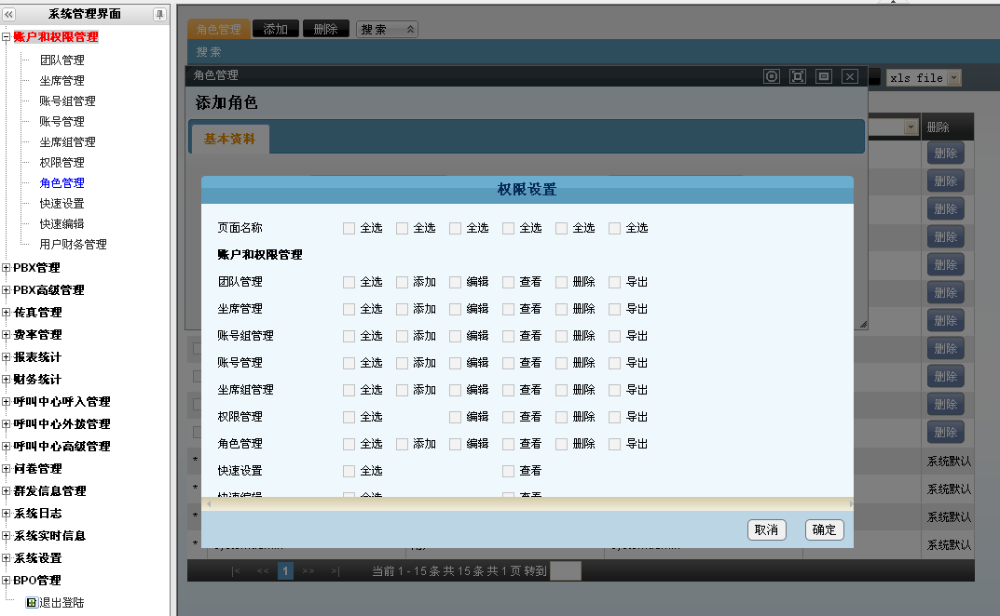 系统管理界面
账户和权限管理
团队管理
坐席管理
账号组管理
账号管理
坐席组管理
权限管理
角色管理
快速设置
快速编辑
用户财务管理
PBX管理
PBX高级管理
传真管理
费率管理
报表统计
财务统计
呼叫中心呼入管理
呼叫中心外拨管理
呼叫中心高级管理
问卷管理
群发信息管理
系统日志
系统实时信息
系统设置
BPO管理
退出登陆
角色管理 添加 删除 搜索
搜索
角色管理
xls file
添加角色
基本资料
删除
删除
删除
删除
删除
删除
删除
删除
删除
删除
删除
删除
权限设置
页面名称 全选 全选 全选 全选 全选 全选
账户和权限管理
团队管理 全选 添加 编辑 查看 删除 导出
坐席管理 全选 添加 编辑 查看 删除 导出
账号组管理 全选 添加 编辑 查看 删除 导出
账号管理 全选 添加 编辑 查看 删除 导出
坐席组管理 全选 添加 编辑 查看 删除 导出
权限管理 全选 编辑 查看 删除 导出
角色管理 全选 添加 编辑 查看 删除 导出
快速设置 全选 查看
快速编辑 全选 查看
取消 确定
* 系统默认
* 系统默认
* 系统默认
* 系统默认
|< << 1 >> >| 当前 1 - 15 条 共 15 条 共 1 页 转到